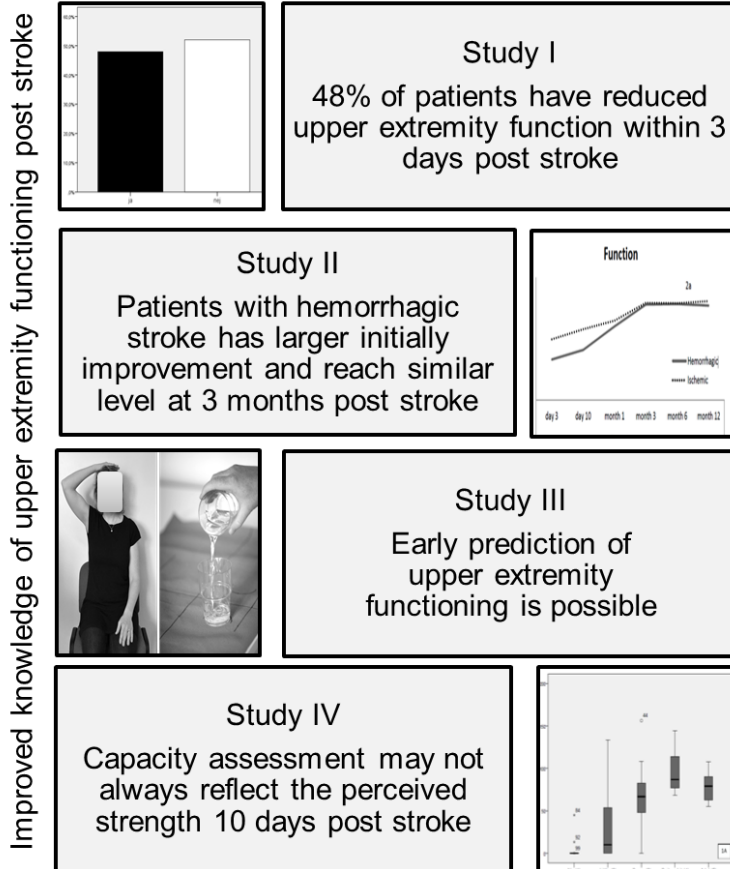 Improved knowledge of upper extremity functioning post stroke
ja
nej
Study I
48% of patients have reduced
upper extremity function within 3
days post stroke
Study II
Patients with hemorrhagic
stroke has larger initially
improvement and reach similar
level at 3 months post stroke
Function
2a
Hemorrhagic
Ischemic
day 3 day 10 month 1 month 3 month 6 month 12
Study III
Early prediction of
upper extremity
functioning is possible
Study IV
Capacity assessment may not
always reflect the perceived
strength 10 days post stroke